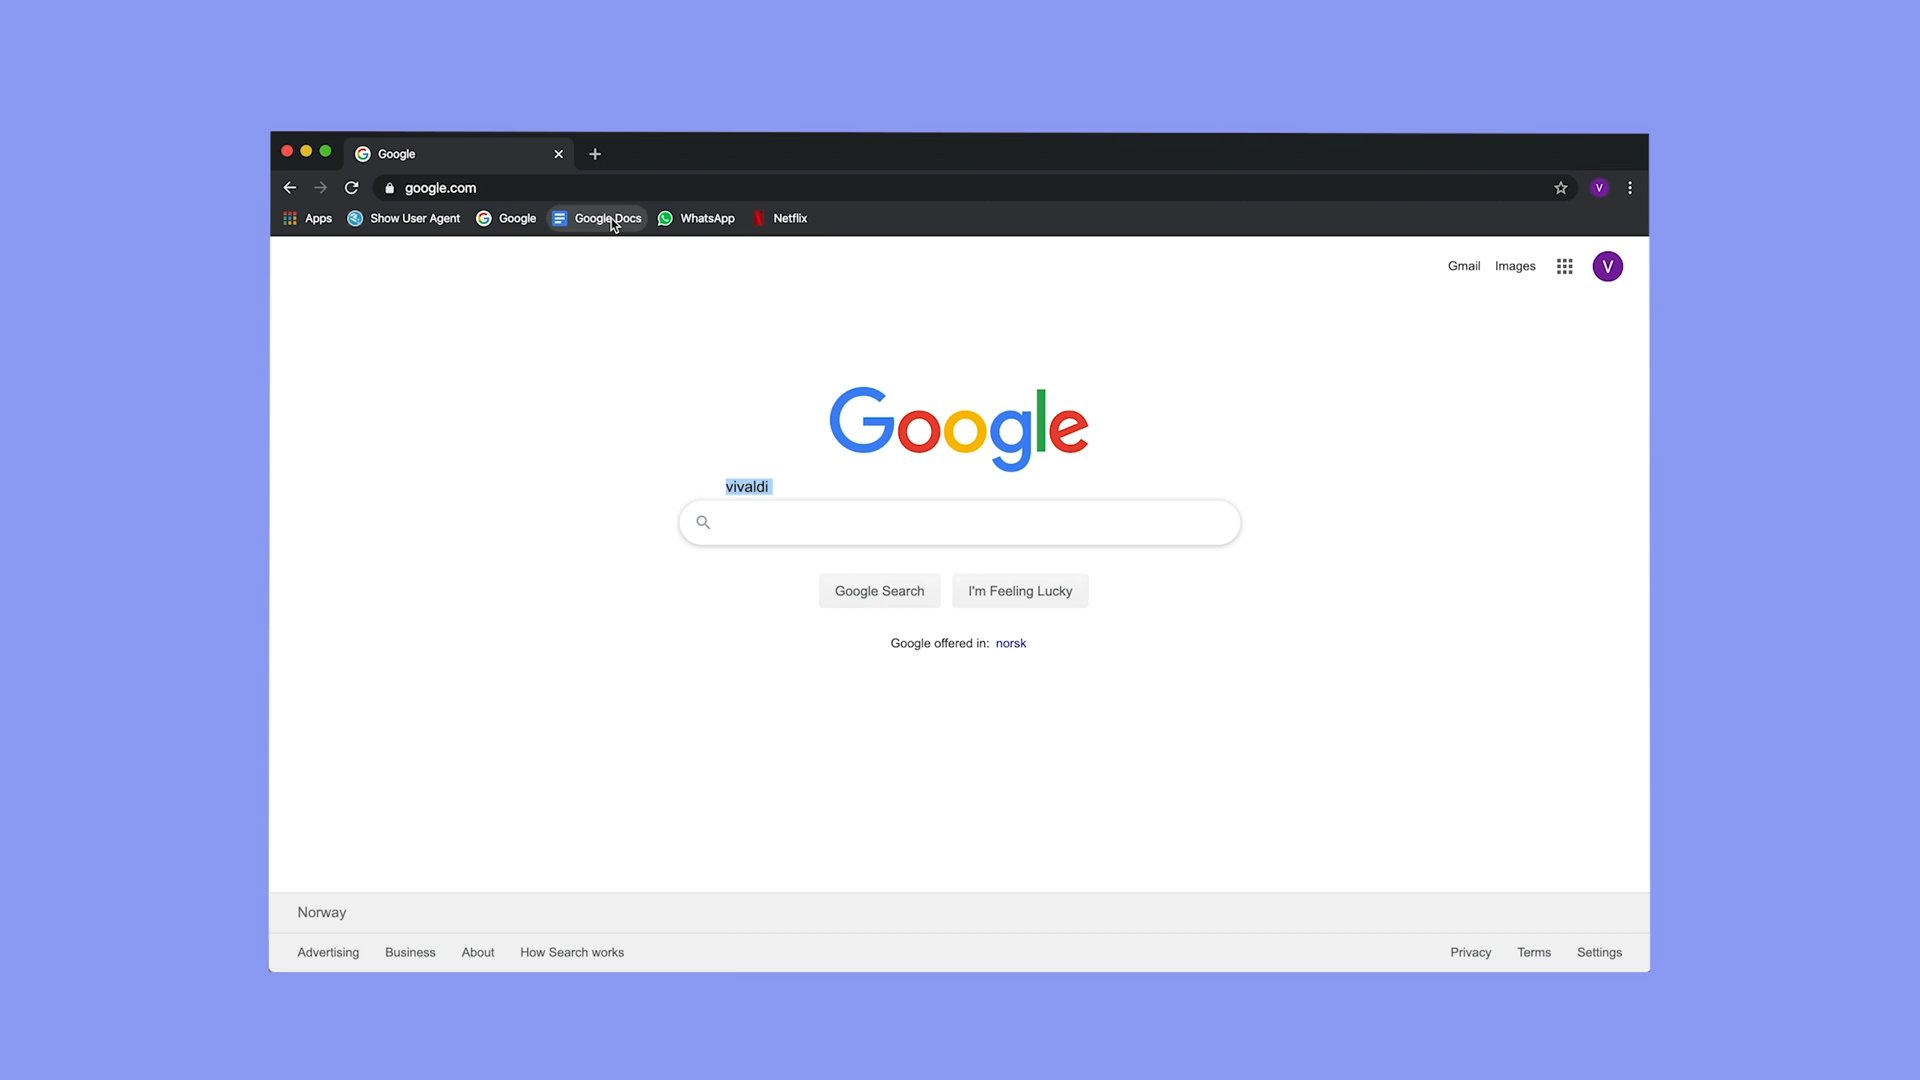 Google
google.com
V
Apps Show User Agent Google Google Docs WhatsApp Netflix
Gmail Images V
Google
vivaldi
Google Search I'm Feeling Lucky
Google offered in: norsk
Norway
Advertising Business About How Search works Privacy Terms Settings